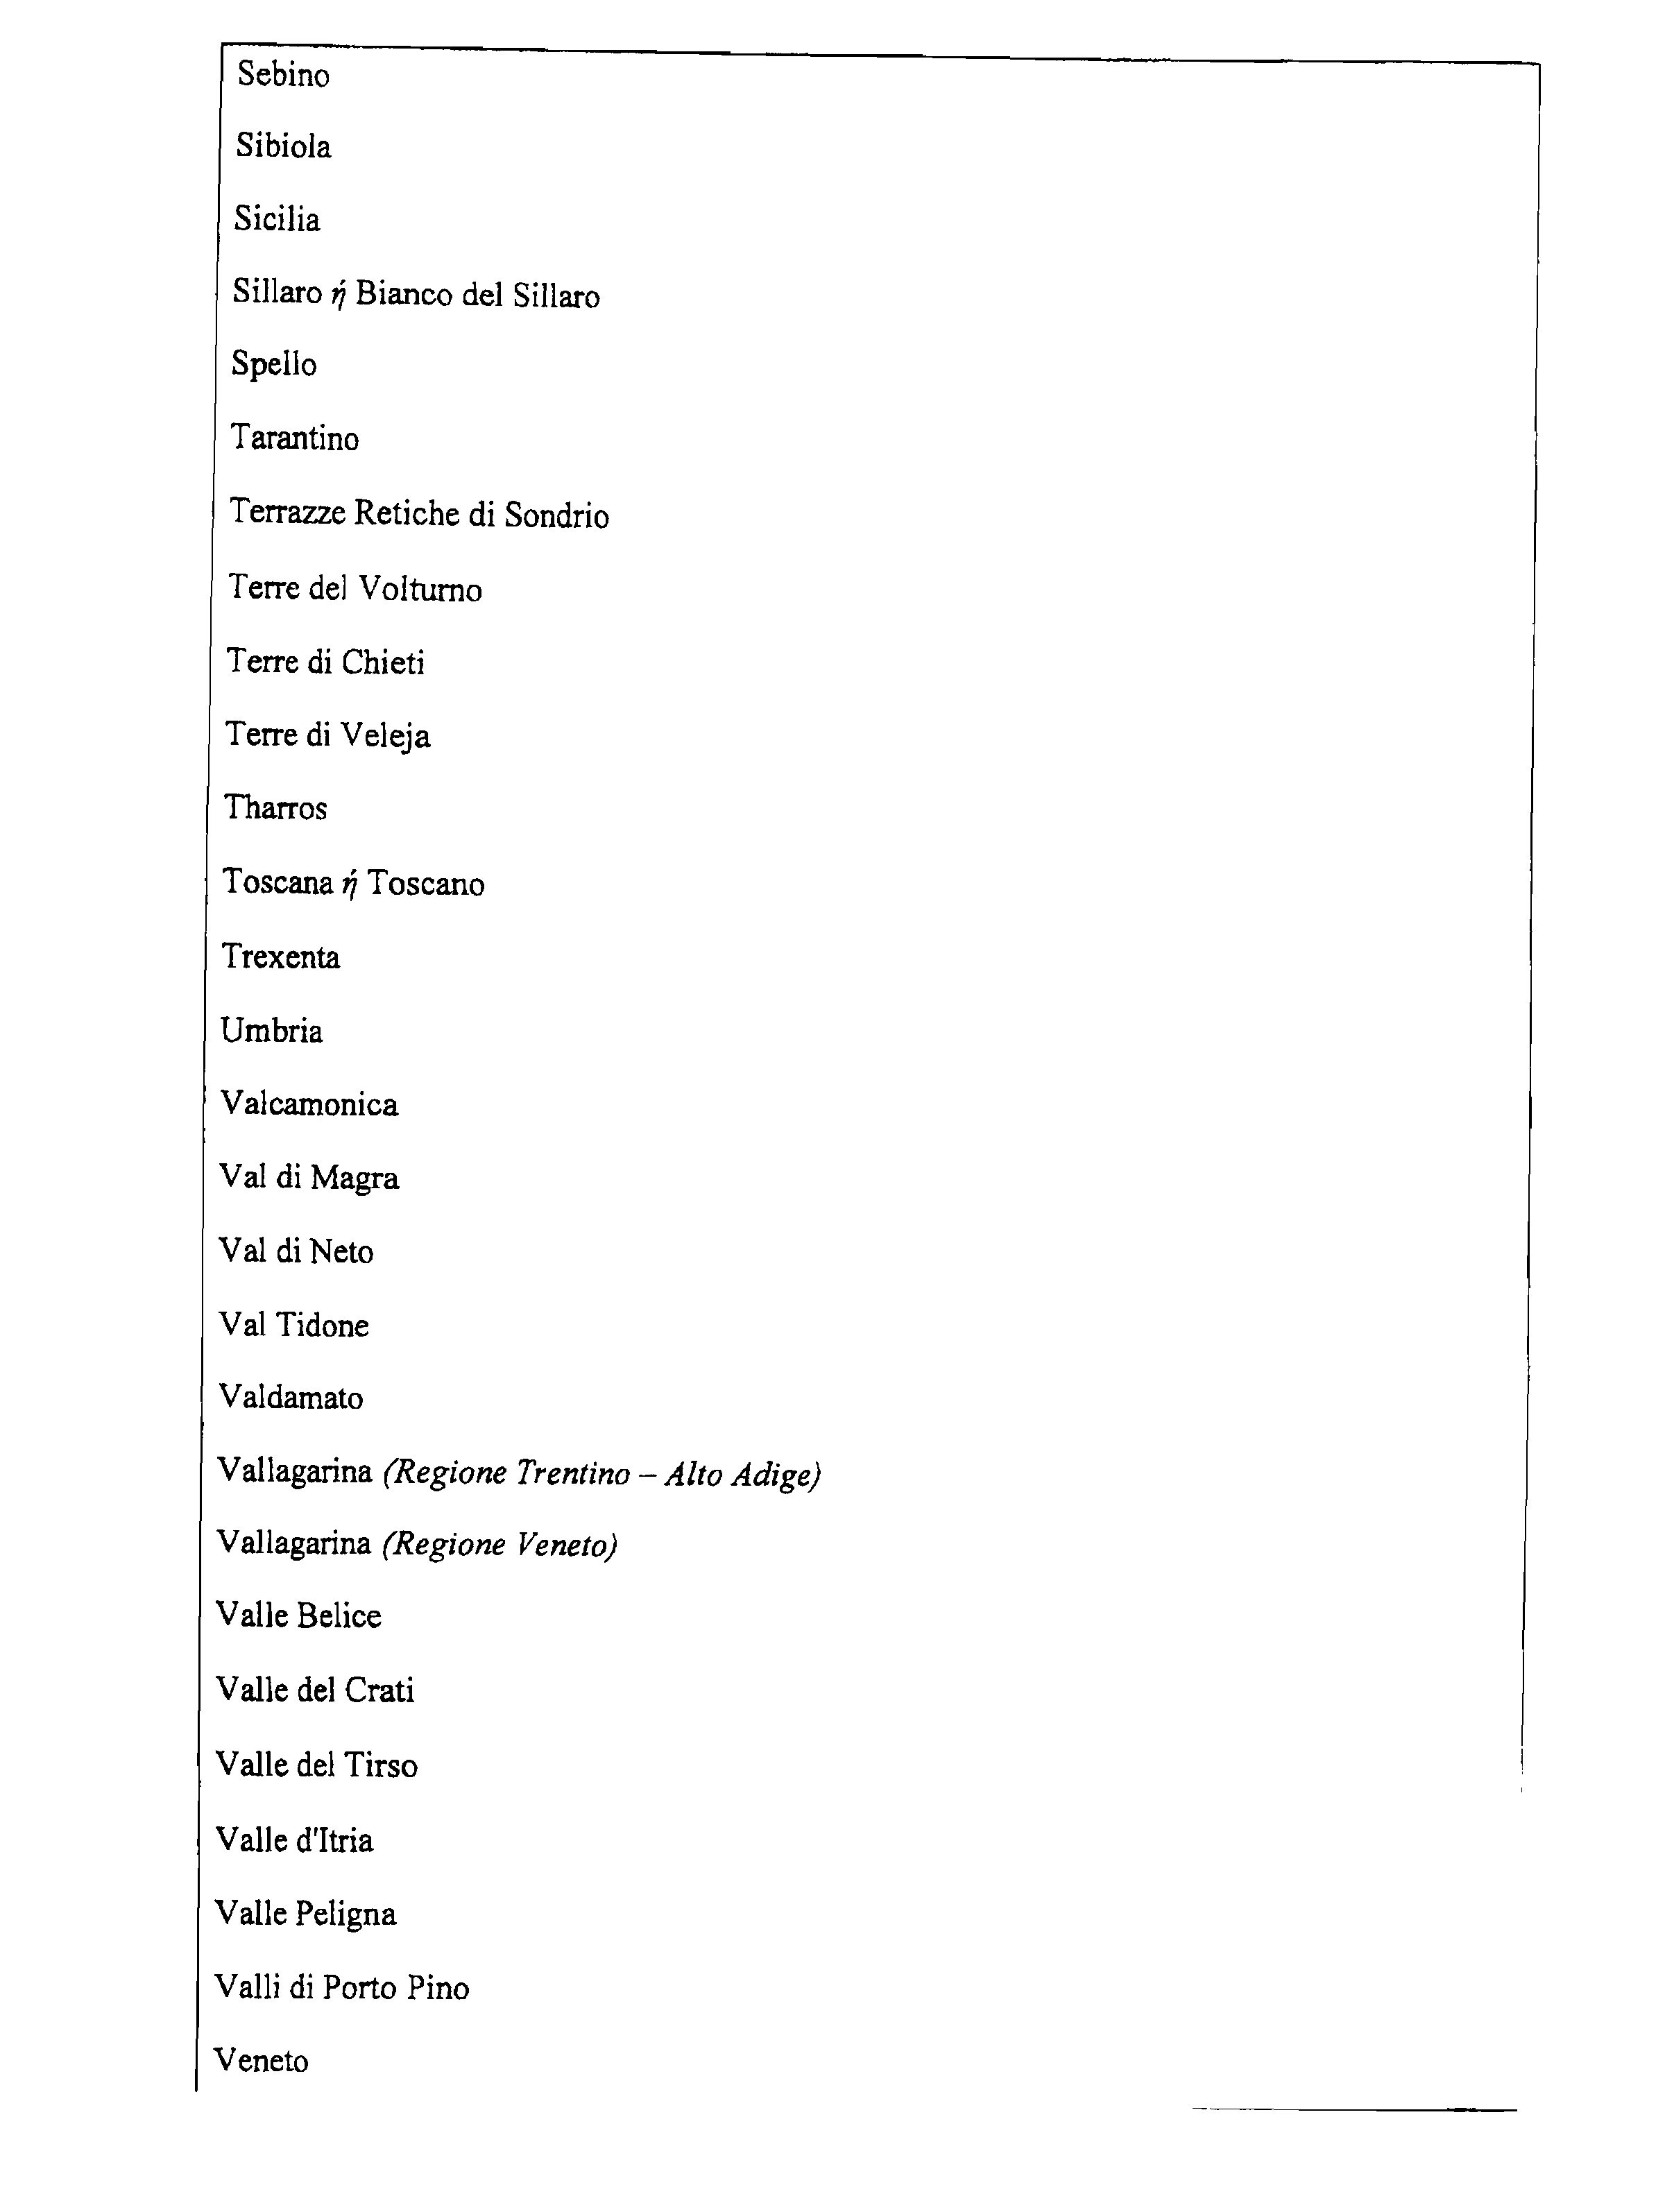 Sebino
Sibiola
Sicilia
Sillaro ή Bianco del Sillaro
Spello
Tarantino
Terrazze Retiche di Sondrio
Terre del Volturno
Terre di Chieti
Terre di Veleja
Tharros
Toscana ή Toscano
Trexenta
Umbria
Valcamonica
Val di Magra
Val di Neto
Val Tidone
Valdamato
Vallagarina (Regione Trentino – Alto Adige)
Vallagarina (Regione Veneto)
Valle Belice
Valle del Crati
Valle del Tirso
Valle d'Itria
Valle Peligna
Valli di Porto Pino
Veneto